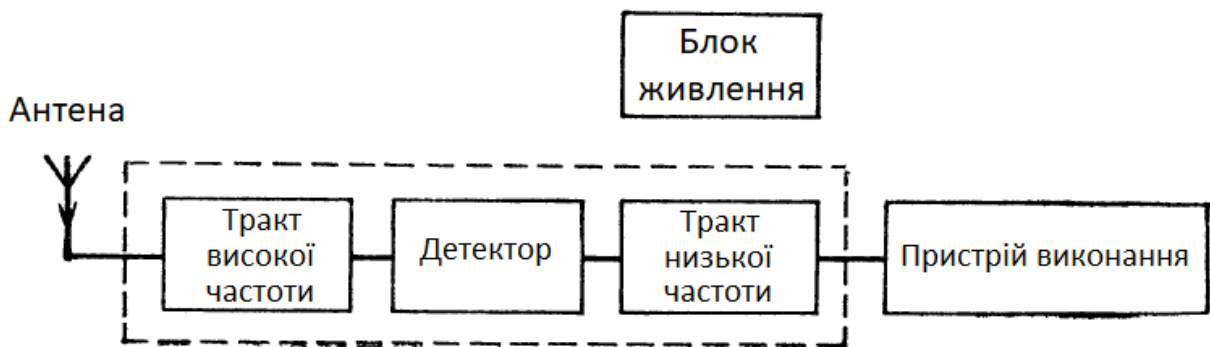 Блок
живлення
Антена
Тракт
високої
частоти
Детектор
Тракт
низької
частоти
Пристрій виконання